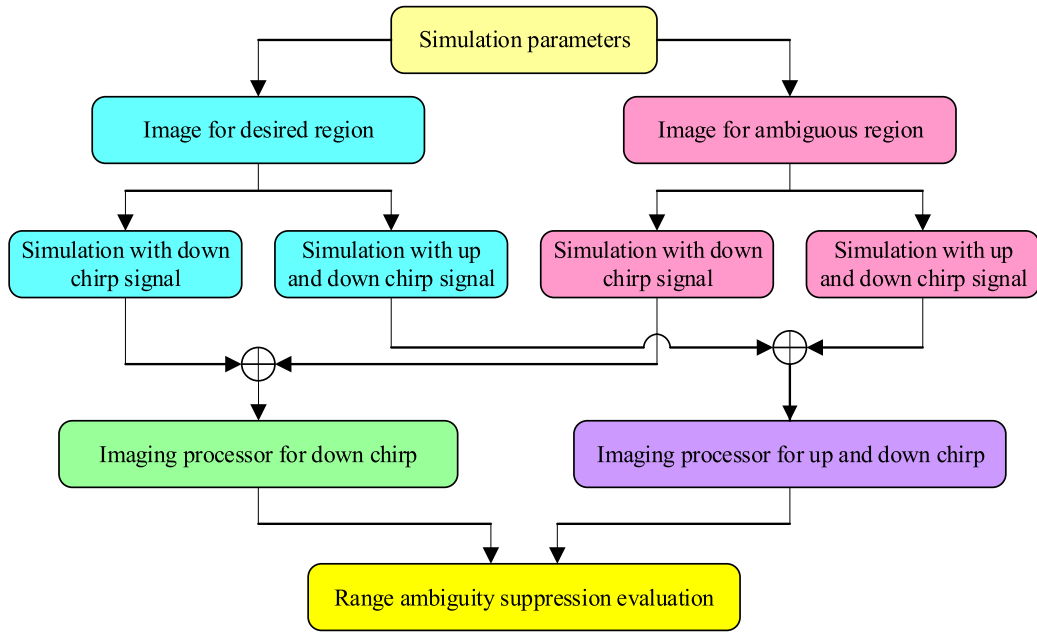 Simulation parameters
Image for desired region
Image for ambiguous region
Simulation with down
chirp signal
Simulation with up
and down chirp signal
Simulation with down
chirp signal
Simulation with up
and down chirp signal
Imaging processor for down chirp
Imaging processor for up and down chirp
Range ambiguity suppression evaluation